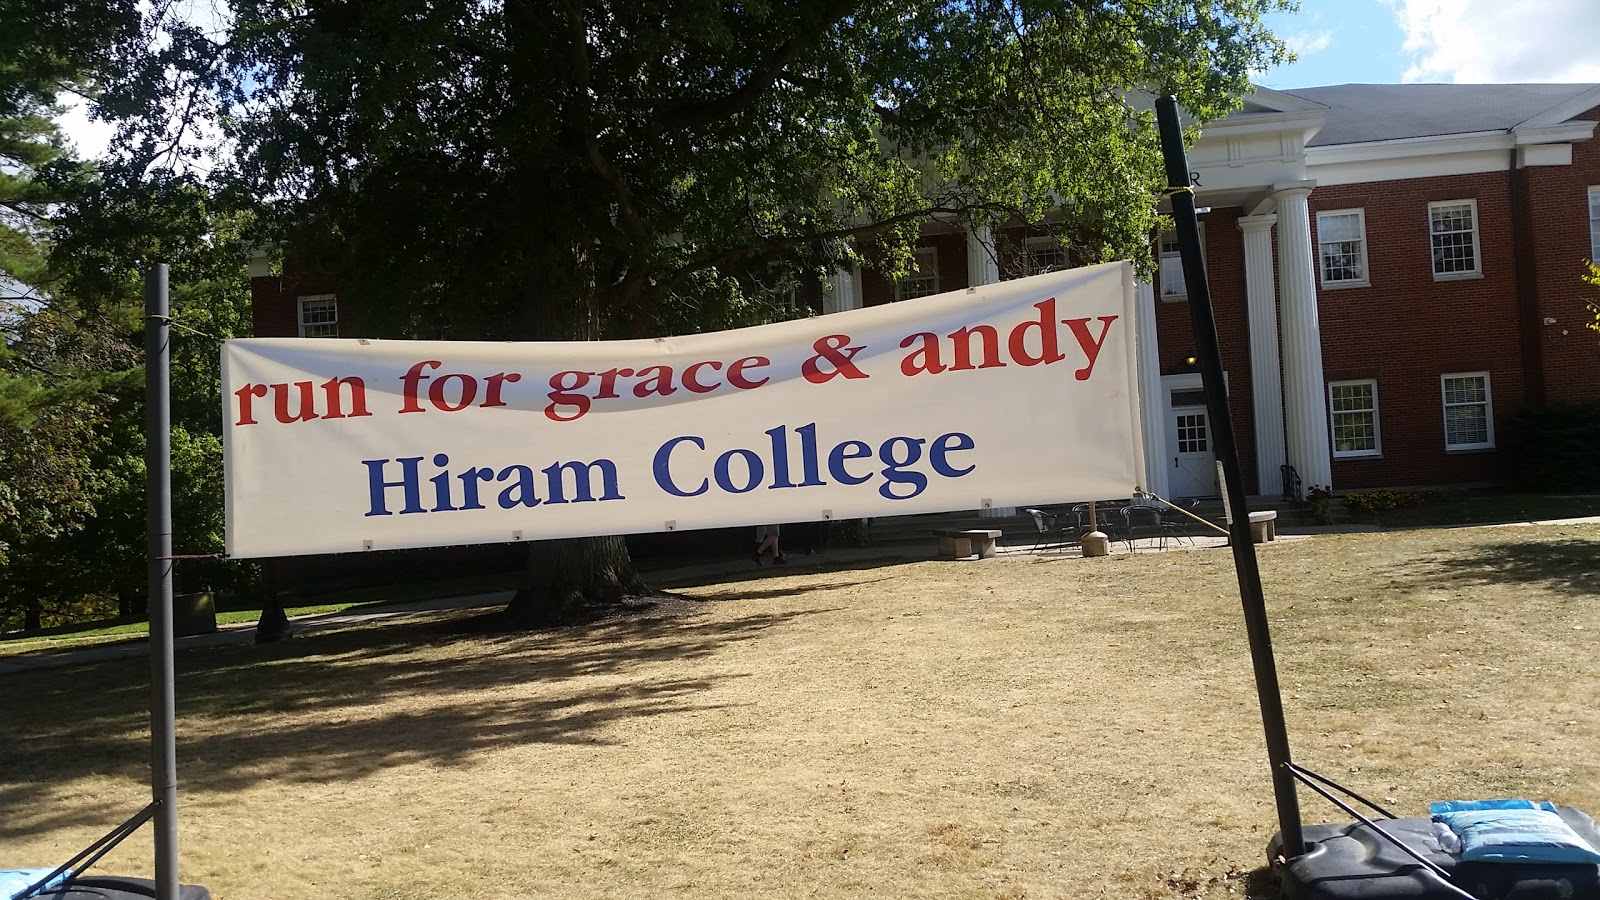 run for grace & andy
Hiram College
R